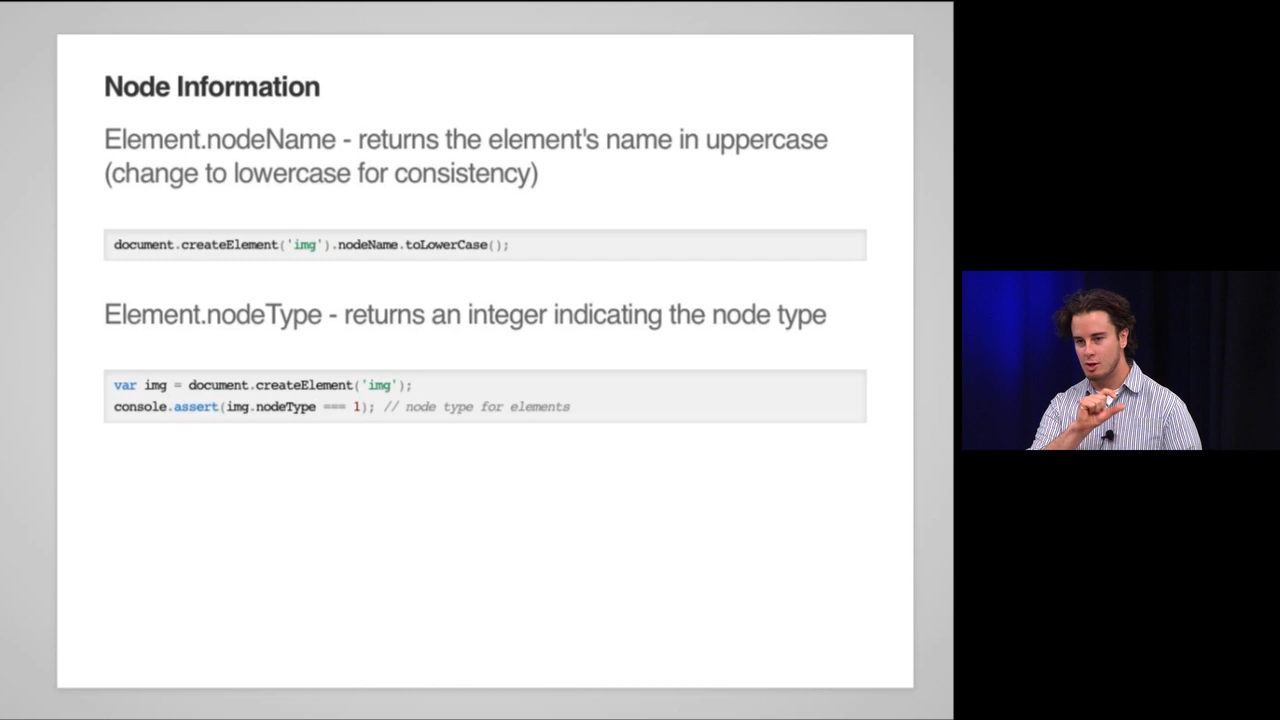 Node Information
Element.nodeName - returns the element's name in uppercase
(change to lowercase for consistency)
document.createElement('img').nodeName.toLowerCase();
Element.nodeType - returns an integer indicating the node type
var img = document.createElement('img');
console.assert(img.nodeType === 1); // node type for elements